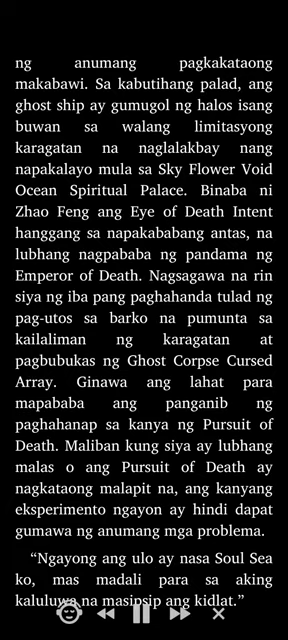 ng anumang pagkakataong
makabawi. Sa kabutihang palad, ang
ghost ship ay gumugol ng halos isang
buwan sa walang limitasyong
karagatan na naglalakbay nang
napakalayo mula sa Sky Flower Void
Ocean Spiritual Palace. Binaba ni
Zhao Feng ang Eye of Death Intent
hanggang sa napakababang antas, na
lubhang nagpababa ng pandama ng
Emperor of Death. Nagsagawa na rin
siya ng iba pang paghahanda tulad ng
pag-utos sa barko na pumunta sa
kailaliman ng karagatan at
pagbubukas ng Ghost Corpse Cursed
Array. Ginawa ang lahat para
mapababa ang panganib ng
paghahanap sa kanya ng Pursuit of
Death. Maliban kung siya ay lubhang
malas o ang Pursuit of Death ay
nagkataong malapit na, ang kanyang
eksperimento ngayon ay hindi dapat
gumawa ng anumang mga problema.
“Ngayong ang ulo ay nasa Soul Sea
ko, mas madali para sa aking
kaluluwa na masipsip ang kidlat.”